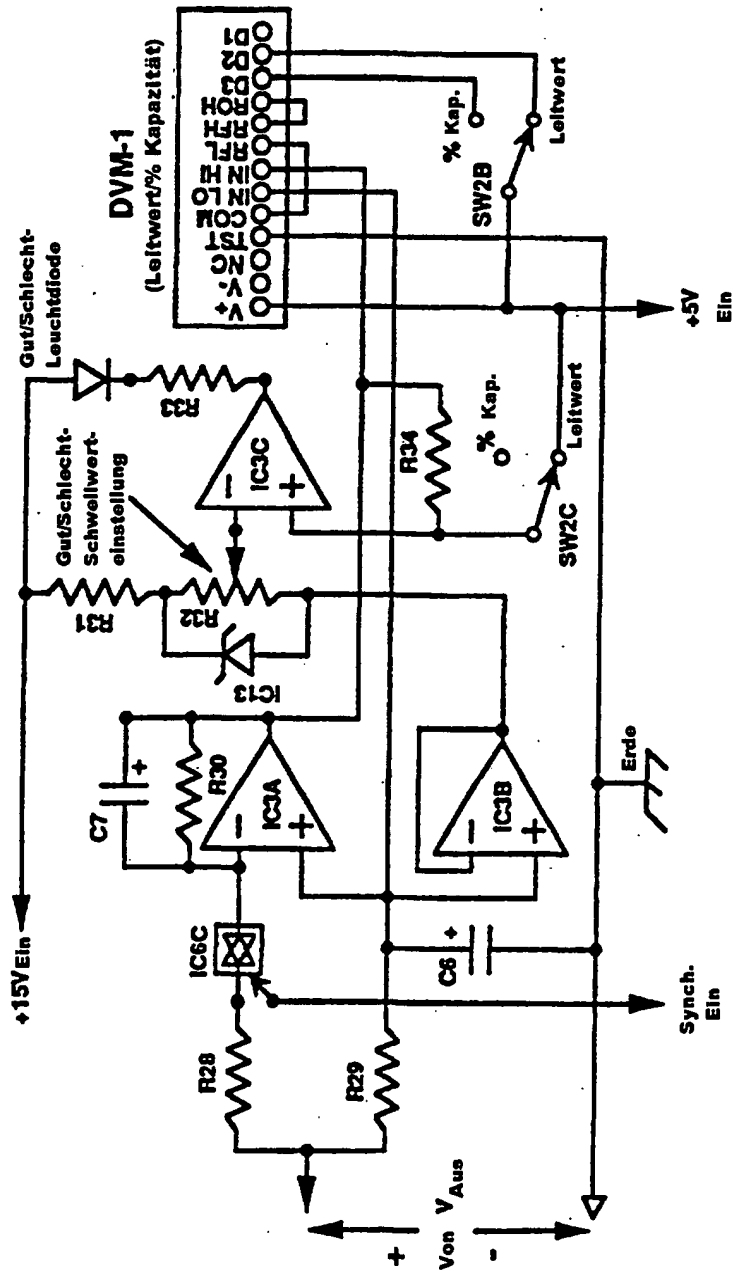 +15V Ein
Gut/Schlecht-
Leuchtdiode
DVM-1
(Leitwert/% Kapazität)
V+
V-
NC
TST
COM
IN LO
IN HI
RFL
RFH
ROH
D3
D2
D1
Gut/Schlecht-
Schwellwert-
einstellung
R31
R33
C7
+
R30
IC13
R32
IC6C
R28
IC3A
−
+
IC3C
−
+
R29
R34
% Kap.
Leitwert
SW2C
% Kap.
Leitwert
SW2B
C6
+
IC3B
−
+
+
Von VAus
-
Synch.
Ein
Erde
+5V
Ein